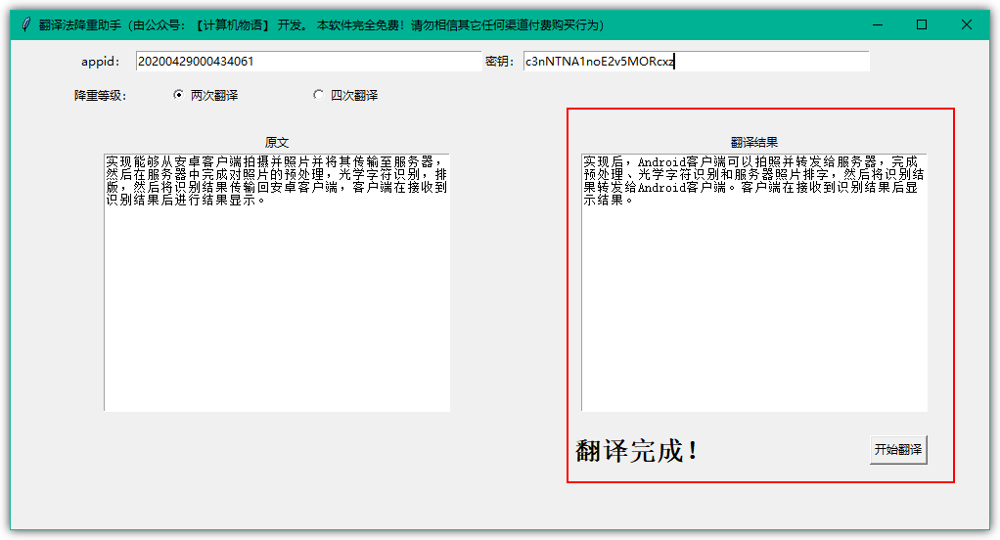 翻译法降重助手（由公众号：【计算机物语】 开发。 本软件完全免费！请勿相信其它任何渠道付费购买行为）
appid： 20200429000434061 密钥： c3nNTNA1noE2v5MORcxz
降重等级： 两次翻译 四次翻译
原文
实现能够从安卓客户端拍摄并照片并将其传输至服务器，
然后在服务器中完成对照片的预处理，光学字符识别，排
版，然后将识别结果传输回安卓客户端，客户端在接收到
识别结果后进行结果显示。
翻译结果
实现后，Android客户端可以拍照并转发给服务器，完成
预处理、光学字符识别和服务器照片排字，然后将识别结
果转发给Android客户端。客户端在接收到识别结果后显
示结果。
翻译完成！
开始翻译